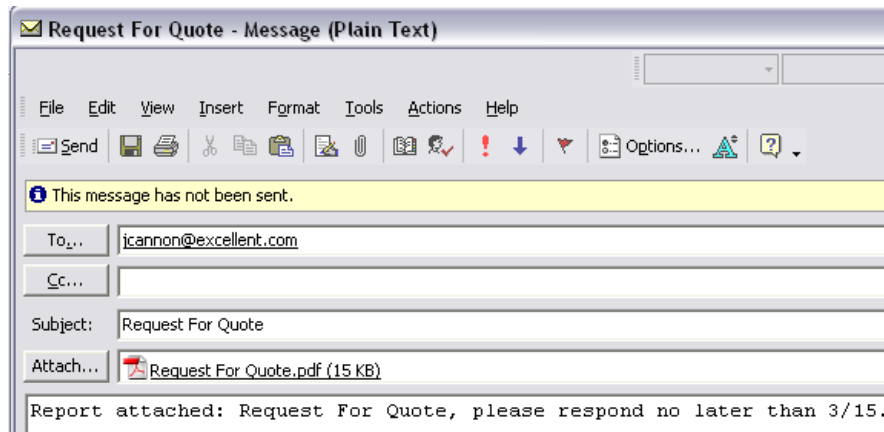 Request For Quote - Message (Plain Text)
File Edit View Insert Format Tools Actions Help
Send Options...
This message has not been sent.
To... jcannon@excellent.com
Cc...
Subject: Request For Quote
Attach... Request For Quote.pdf (15 KB)
Report attached: Request For Quote, please respond no later than 3/15.